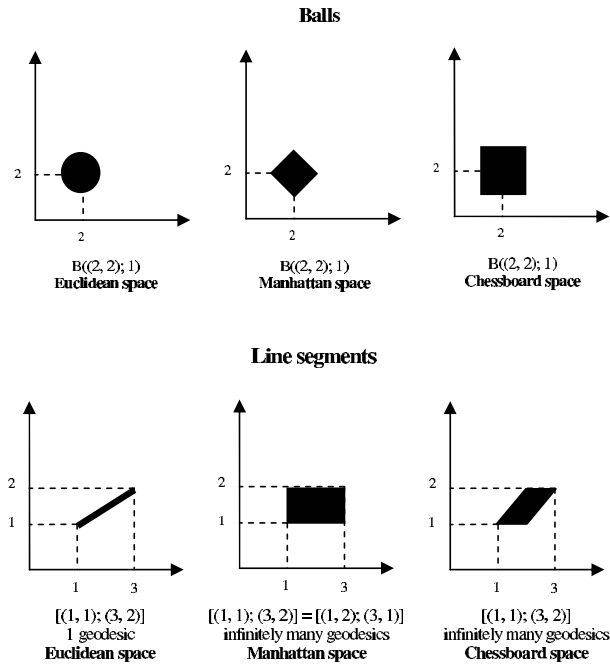 Balls
2
2
2
2
2
2
B((2, 2); 1)
B((2, 2); 1)
B((2, 2); 1)
Euclidean space
Manhattan space
Chessboard space
Line segments
2
2
2
1
1
1
1
3
1
3
1
3
[(1, 1); (3, 2)]
[(1, 1); (3, 2)] = [(1, 2); (3, 1)]
[(1, 1); (3, 2)]
1 geodesic
infinitely many geodesics
infinitely many geodesics
Euclidean space
Manhattan space
Chessboard space